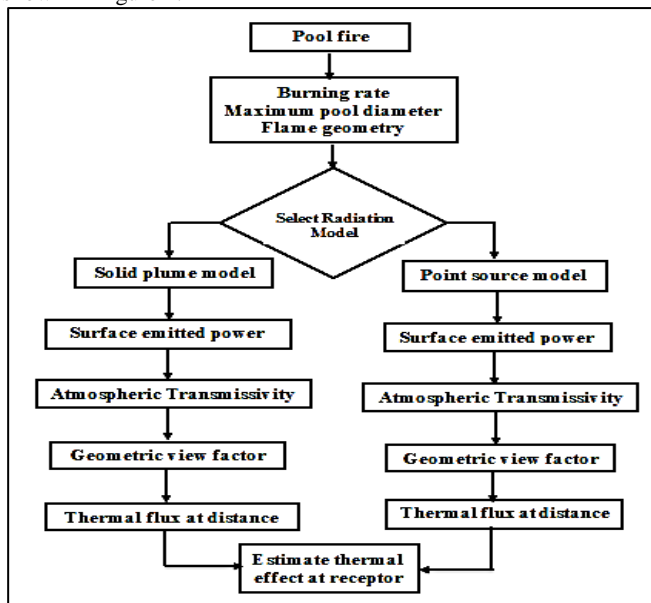 Pool fire
Burning rate
Maximum pool diameter
Flame geometry
Select Radiation
Model
Solid plume model
Point source model
Surface emitted power
Surface emitted power
Atmospheric Transmissivity
Atmospheric Transmissivity
Geometric view factor
Geometric view factor
Thermal flux at distance
Thermal flux at distance
Estimate thermal
effect at receptor